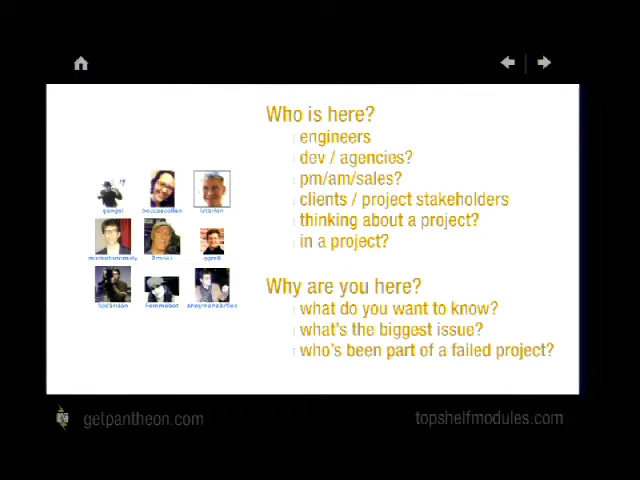 Who is here?
engineers
dev / agencies?
pm/am/sales?
clients / project stakeholders
thinking about a project?
in a project?
Why are you here?
what do you want to know?
what's the biggest issue?
who's been part of a failed project?
getpantheon.com
topshelfmodules.com